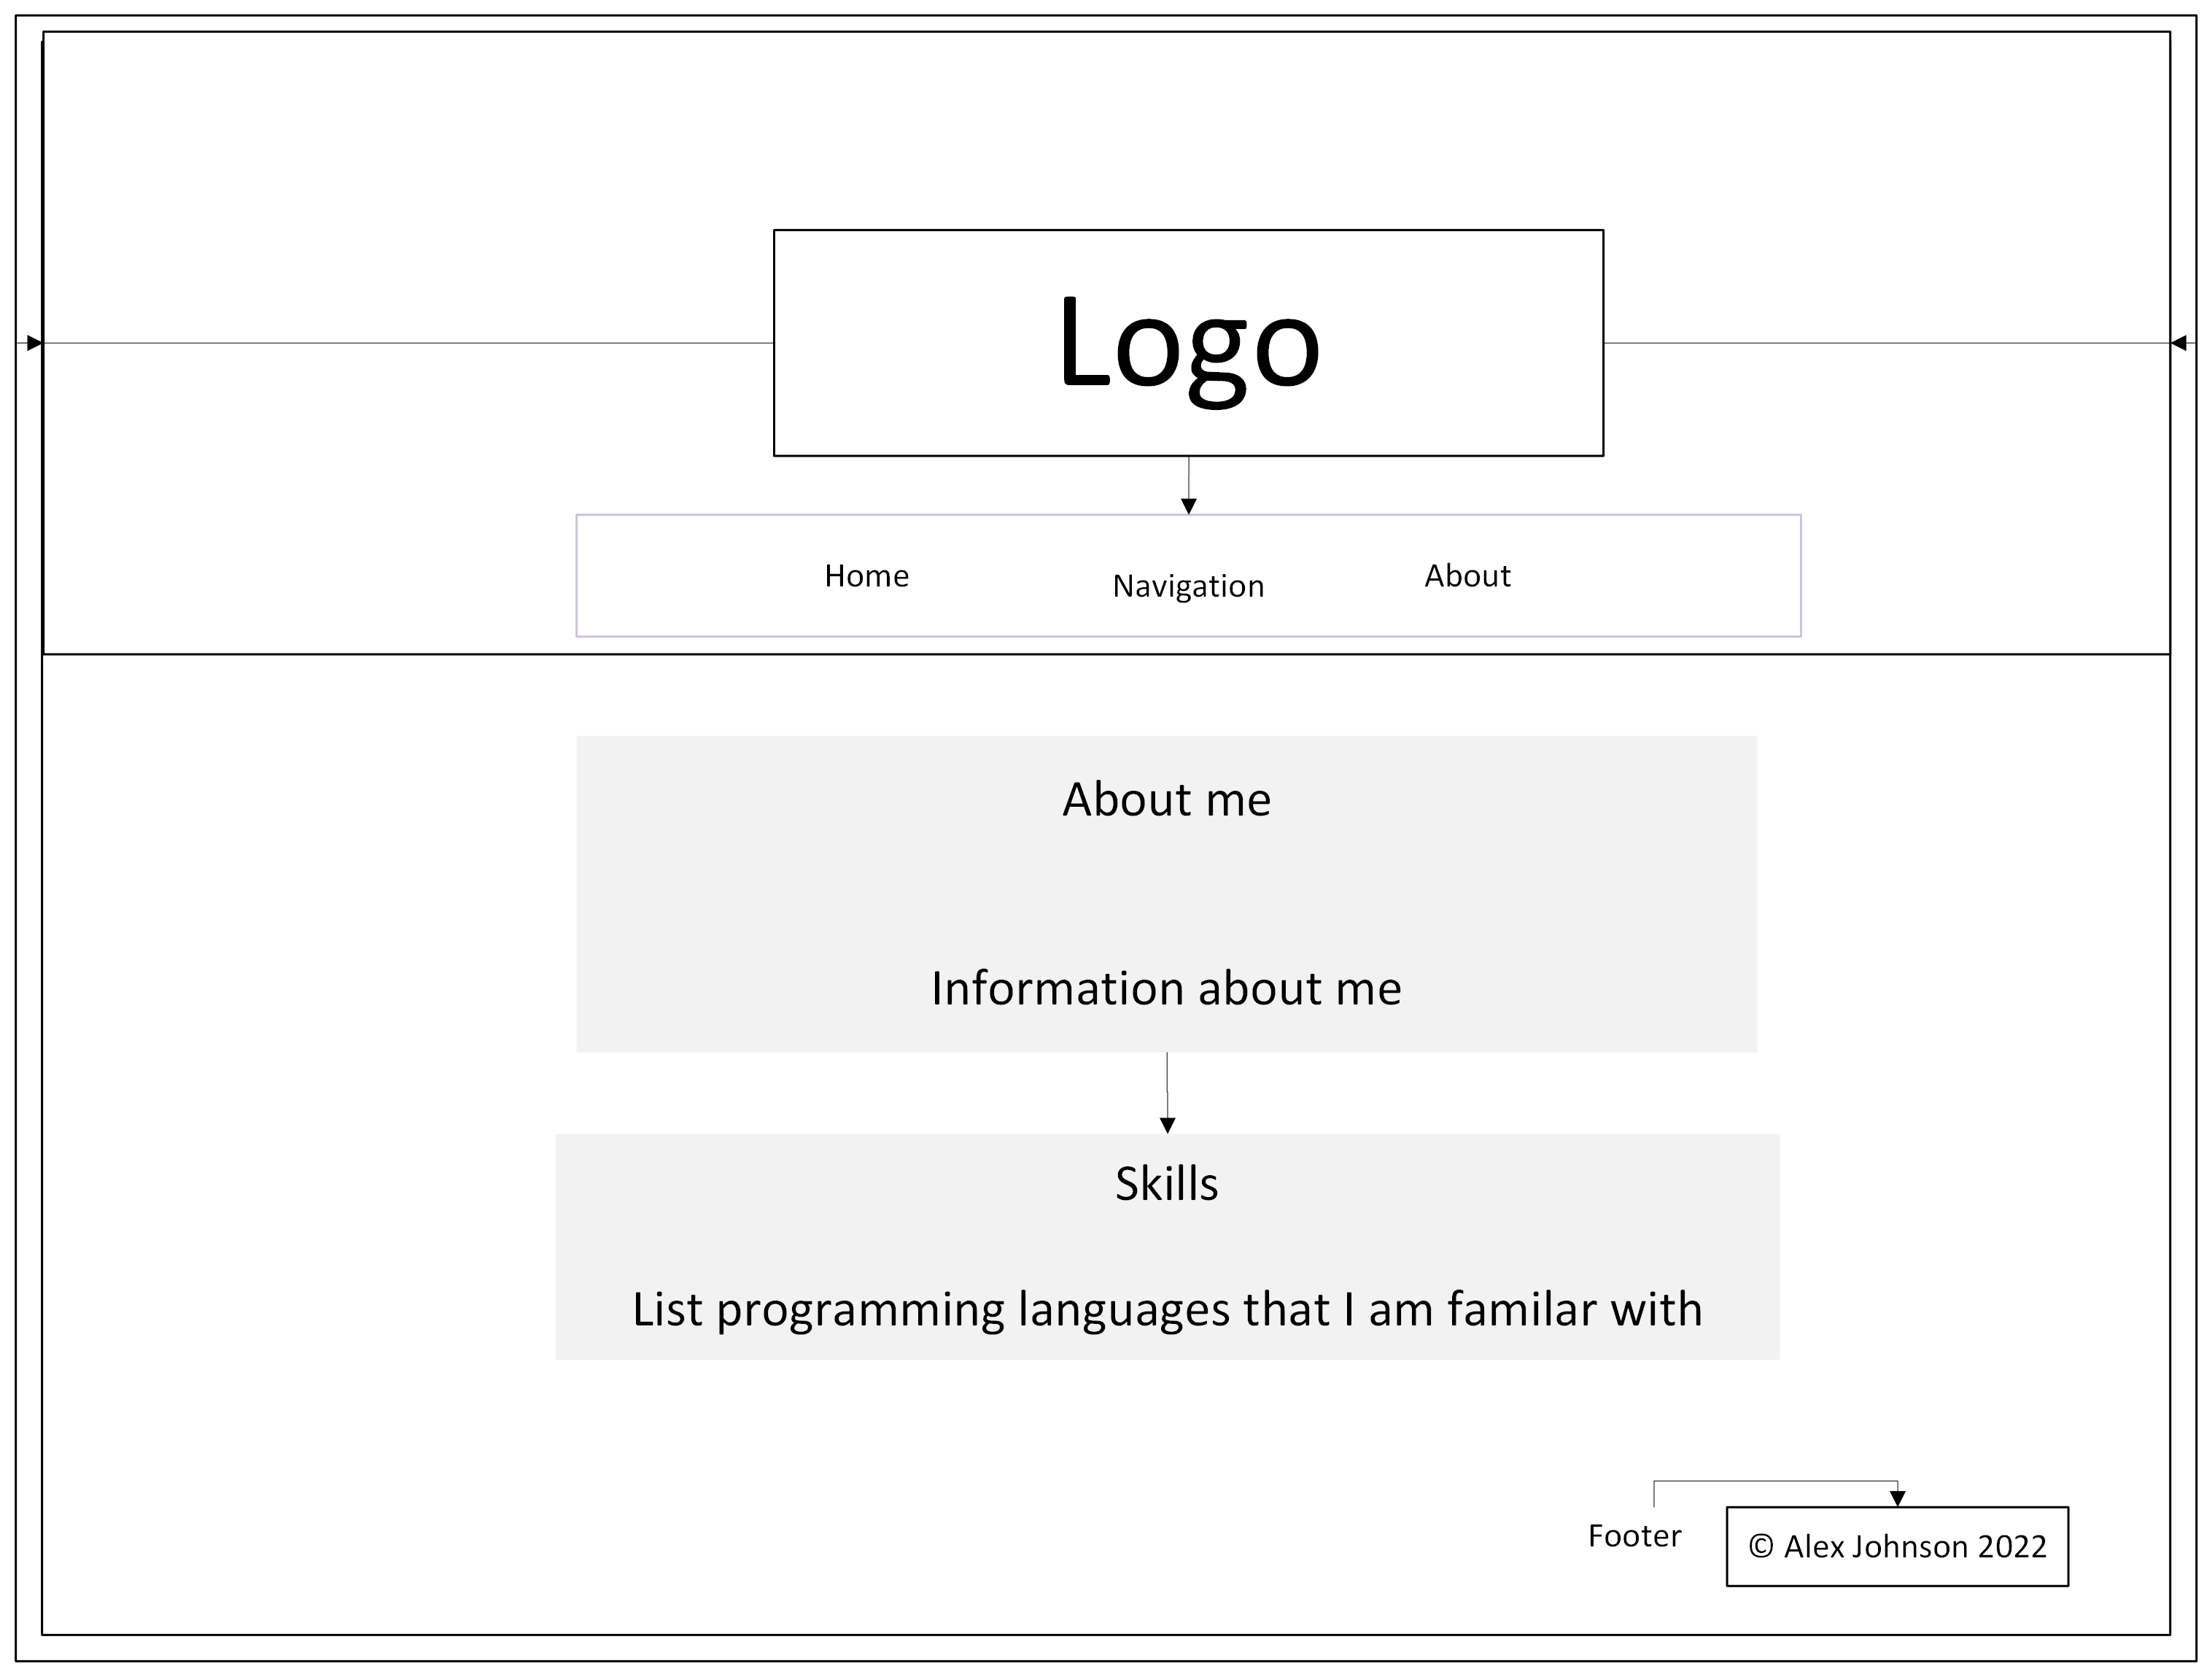 Logo
Home Navigation About
About me
Information about me
Skills
List programming languages that I am familar with
Footer
© Alex Johnson 2022